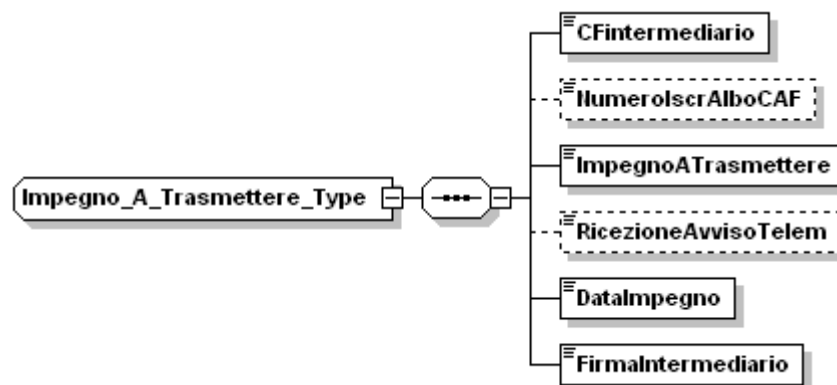 CFintermediario
NumeroIscrAlboCAF
Impegno_A_Trasmettere_Type
ImpegnoATrasmettere
RicezioneAvvisoTelem
DataImpegno
FirmaIntermediario